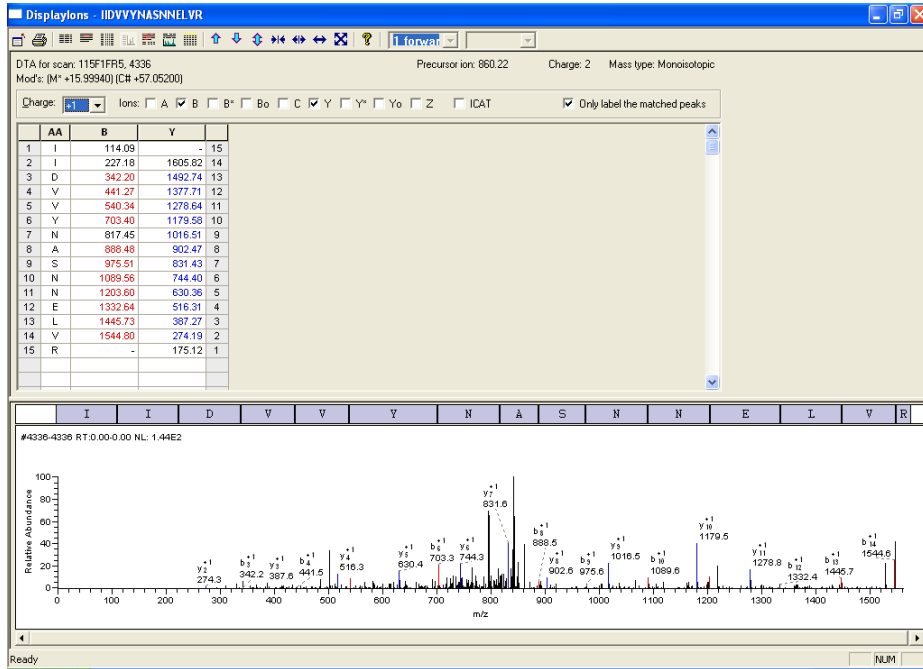 DisplayIons - IIDVVYNASNNELVR
1 forwar
DTA for scan: 115F1FR5, 4336 Precursor ion: 860.22 Charge: 2 Mass type: Monoisotopic
Mod's: (M* +15.99940) (C# +57.05200)
Charge: +1 Ions: A B B* Bo C Y Y* Yo Z ICAT Only label the matched peaks
AA B Y
1 I 114.09 - 15
2 I 227.18 1605.82 14
3 D 342.20 1492.74 13
4 V 441.27 1377.71 12
5 V 540.34 1278.64 11
6 Y 703.40 1179.58 10
7 N 817.45 1016.51 9
8 A 888.48 902.47 8
9 S 975.51 831.43 7
10 N 1089.56 744.40 6
11 N 1203.60 630.36 5
12 E 1332.64 516.31 4
13 L 1445.73 387.27 3
14 V 1544.80 274.19 2
15 R - 175.12 1
I I D V V Y N A S N N E L V R
#4336-4336 RT:0.00-0.00 NL: 1.44E2
Relative Abundance
100
80
60
40
20
0
y2 +1 274.3
b3 +1 342.2
y3 +1 387.6
b4 +1 441.5
y4 +1 516.3
y5 +1 630.4
b6 +1 703.3
y6 +1 744.3
y7 +1 831.6
b8 +1 888.5
y8 +1 902.6
b9 +1 975.6
y9 +1 1016.5
b10 +1 1089.6
y10 +1 1179.5
y11 +1 1278.8
b12 +1 1332.4
b13 +1 1445.7
b14 +1 1544.6
0 100 200 300 400 500 600 700 800 900 1000 1100 1200 1300 1400 1500
m/z
Ready NUM